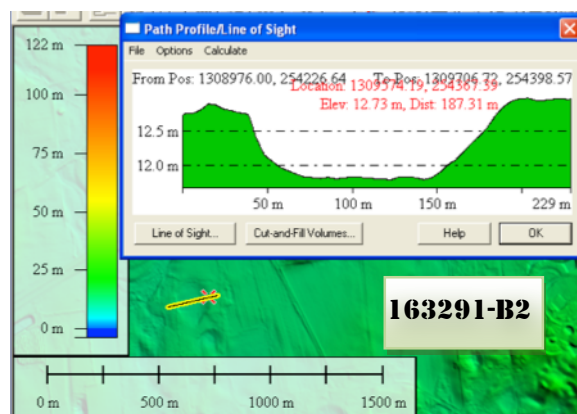 Path Profile/Line of Sight
File Options Calculate
From Pos: 1308976.00, 254226.64 To Pos: 1309706.72, 254398.57
Location: 1309574.19, 254367.39
Elev: 12.73 m, Dist: 187.31 m
12.5 m
12.0 m
50 m 100 m 150 m 229 m
Line of Sight... Cut-and-Fill Volumes... Help OK
122 m
100 m
75 m
50 m
25 m
0 m
163291-B2
0 m 500 m 1000 m 1500 m